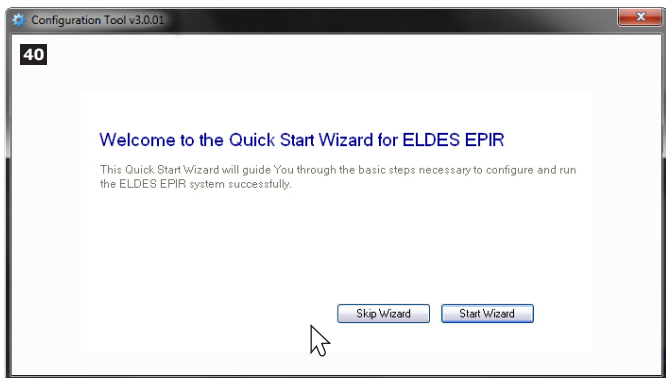 Configuration Tool v3.0.01
40
Welcome to the Quick Start Wizard for ELDES EPIR
This Quick Start Wizard will guide You through the basic steps necessary to configure and run
the ELDES EPIR system successfully.
Skip Wizard Start Wizard